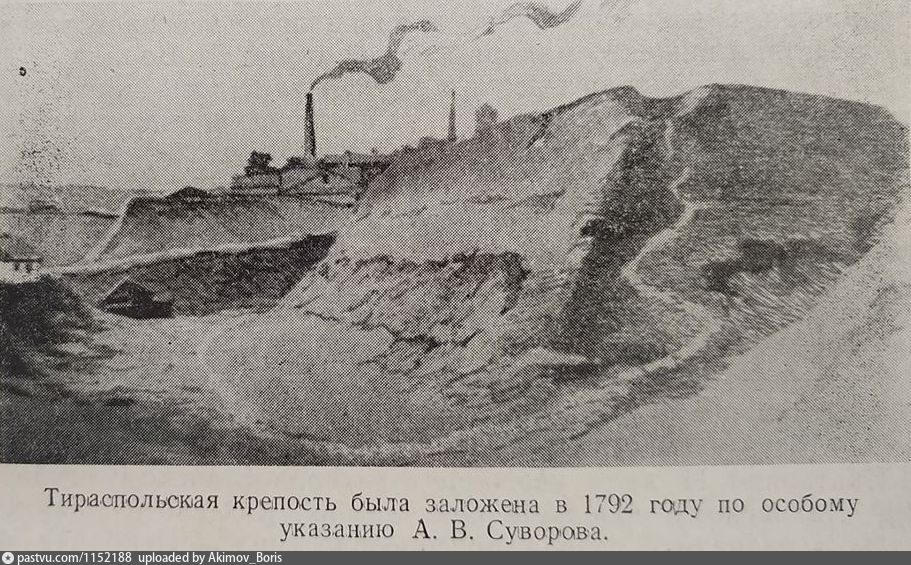 Тираспольская крепость была заложена в 1792 году по особому
указанию А. В. Суворова.
pastvu.com/1152188 uploaded by Akimov_Boris